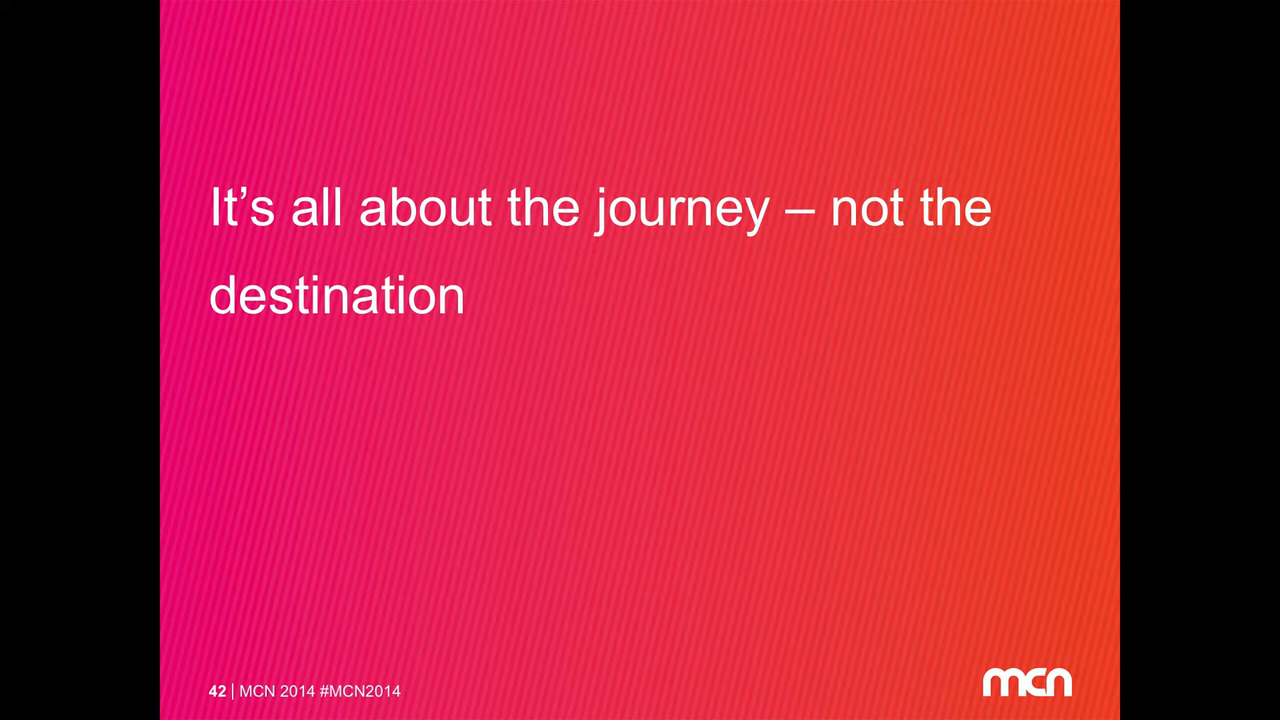 It’s all about the journey – not the
destination
42 | MCN 2014 #MCN2014
mcn